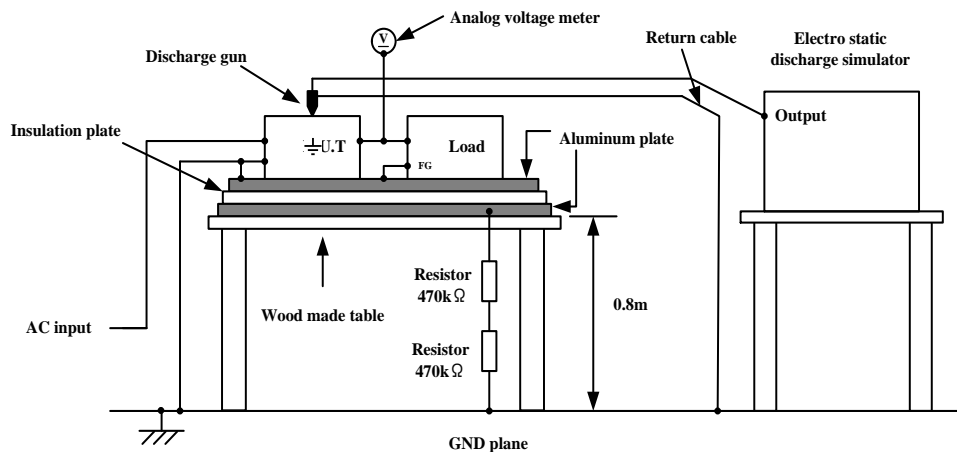 Analog voltage meter
V
Return cable
Electro static
discharge simulator
Discharge gun
Output
Insulation plate
U.T
Load
FG
Aluminum plate
Resistor
470kΩ
0.8m
Wood made table
AC input
Resistor
470kΩ
GND plane